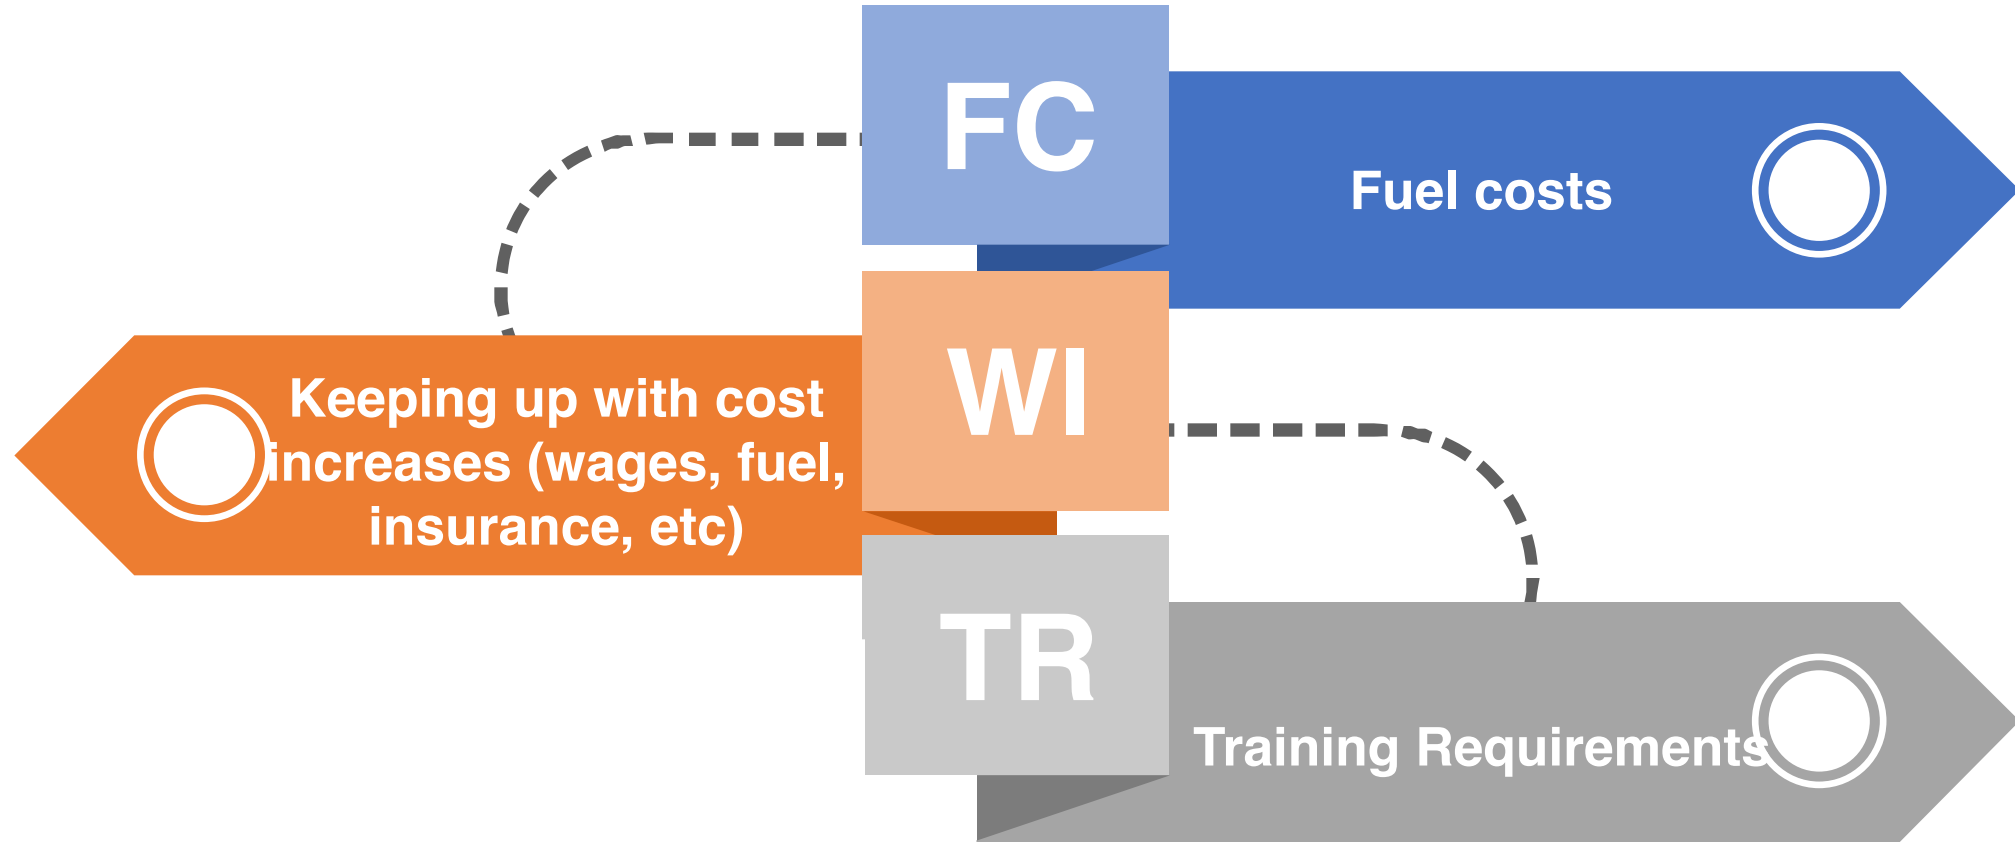 FC
Fuel costs
WI
Keeping up with cost
increases (wages, fuel,
insurance, etc)
TR
Training Requirements